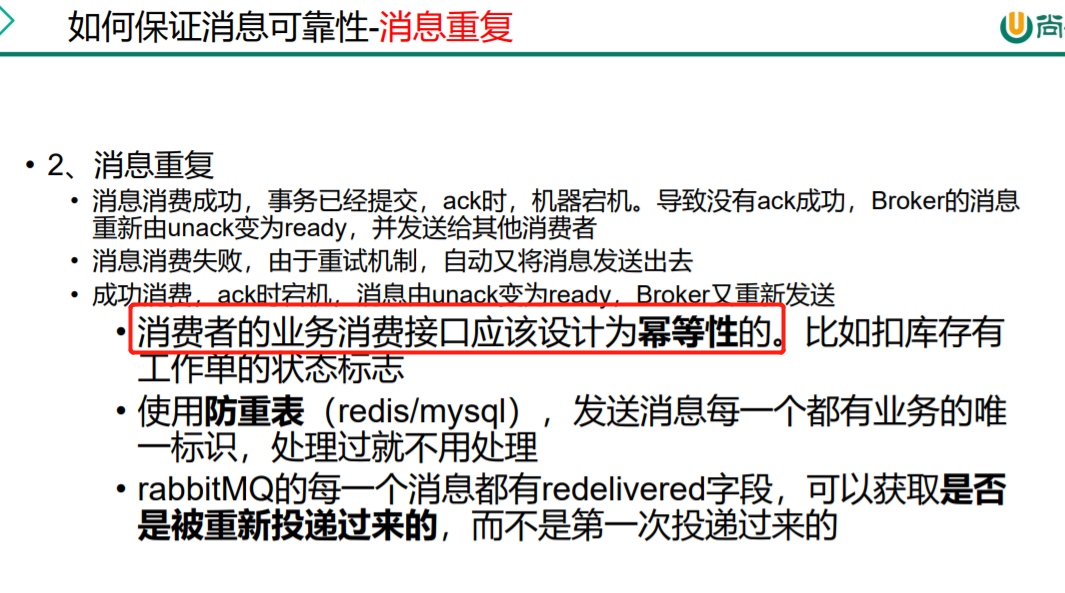 如何保证消息可靠性-消息重复
尚
• 2、消息重复
• 消息消费成功，事务已经提交，ack时，机器宕机。导致没有ack成功，Broker的消息
重新由unack变为ready，并发送给其他消费者
• 消息消费失败，由于重试机制，自动又将消息发送出去
• 成功消费，ack时宕机，消息由unack变为ready，Broker又重新发送
• 消费者的业务消费接口应该设计为幂等性的。比如扣库存有
工作单的状态标志
• 使用防重表（redis/mysql），发送消息每一个都有业务的唯
一标识，处理过就不用处理
• rabbitMQ的每一个消息都有redelivered字段，可以获取是否
是被重新投递过来的，而不是第一次投递过来的